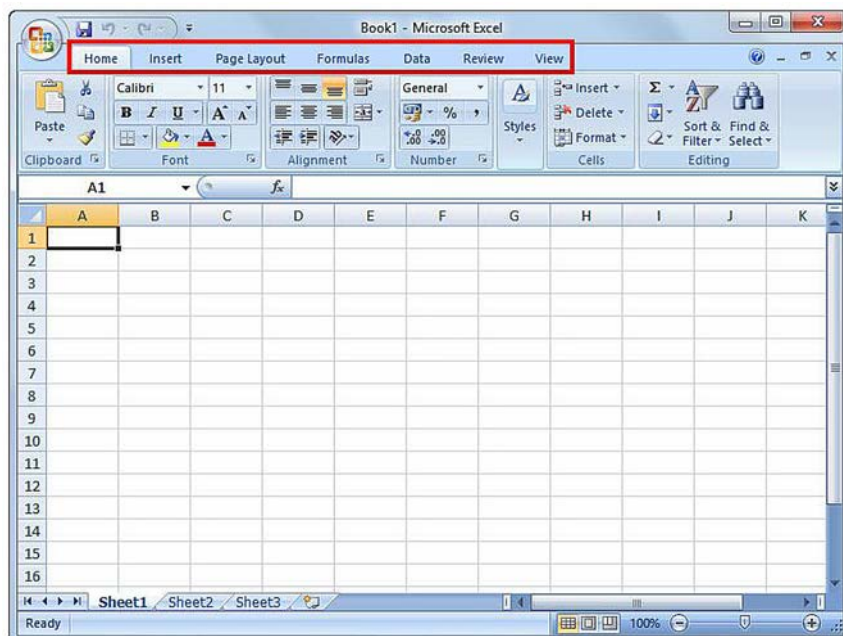 Book1 - Microsoft Excel
Home Insert Page Layout Formulas Data Review View
Paste
Clipboard
Calibri 11
B I U A A
A
Font
Alignment
General
% ,
.00 .00
Number
Styles
Insert
Delete
Format
Cells
Σ
Sort & Filter
Find & Select
Editing
A1 fx
A B C D E F G H I J K
1
2
3
4
5
6
7
8
9
10
11
12
13
14
15
16
Sheet1 Sheet2 Sheet3
Ready 100%